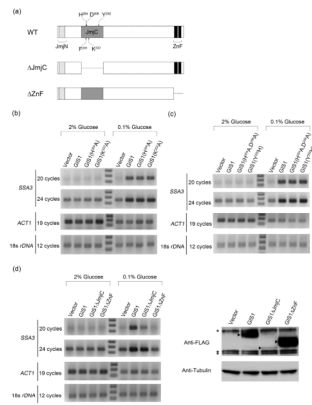 (a)
WT
JmjC
JmjN
ZnF
ΔJmjC
ΔZnF
(b)
2% Glucose
0.1% Glucose
Vector
GIS1
Vector
GIS1
SSA3
20 cycles
24 cycles
ACT1
19 cycles
18s rDNA
12 cycles
(c)
2% Glucose
0.1% Glucose
Vector
GIS1
Vector
GIS1
SSA3
20 cycles
24 cycles
ACT1
19 cycles
18s rDNA
12 cycles
(d)
2% Glucose
0.1% Glucose
Vector
GIS1
GIS1ΔJmjC
GIS1ΔZnF
Vector
GIS1
GIS1ΔJmjC
GIS1ΔZnF
SSA3
20 cycles
24 cycles
ACT1
19 cycles
18s rDNA
12 cycles
Vector
GIS1
GIS1ΔJmjC
GIS1ΔZnF
Anti-FLAG
Anti-Tubulin